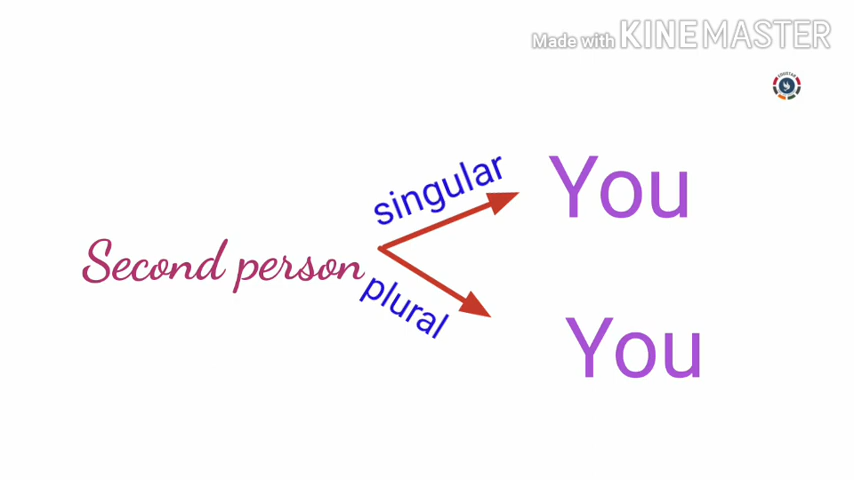 Made with KINEMASTER
singular
You
Second person
plural
You